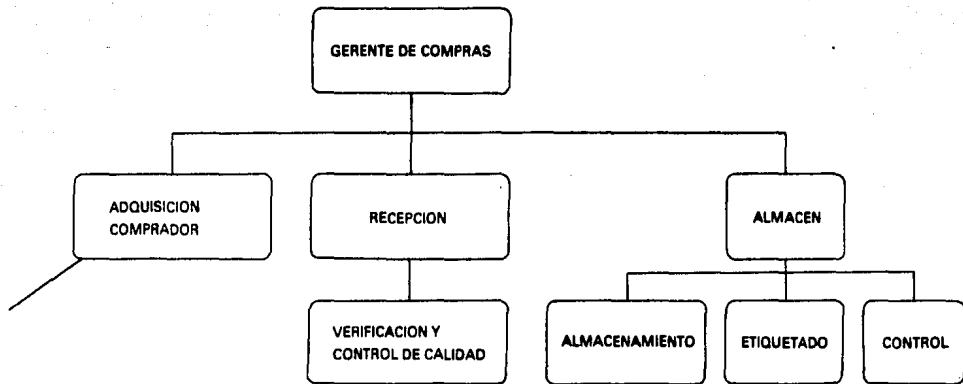 GERENTE DE COMPRAS
ADQUISICION
COMPRADOR
RECEPCION
ALMACEN
VERIFICACION Y
CONTROL DE CALIDAD
ALMACENAMIENTO
ETIQUETADO
CONTROL